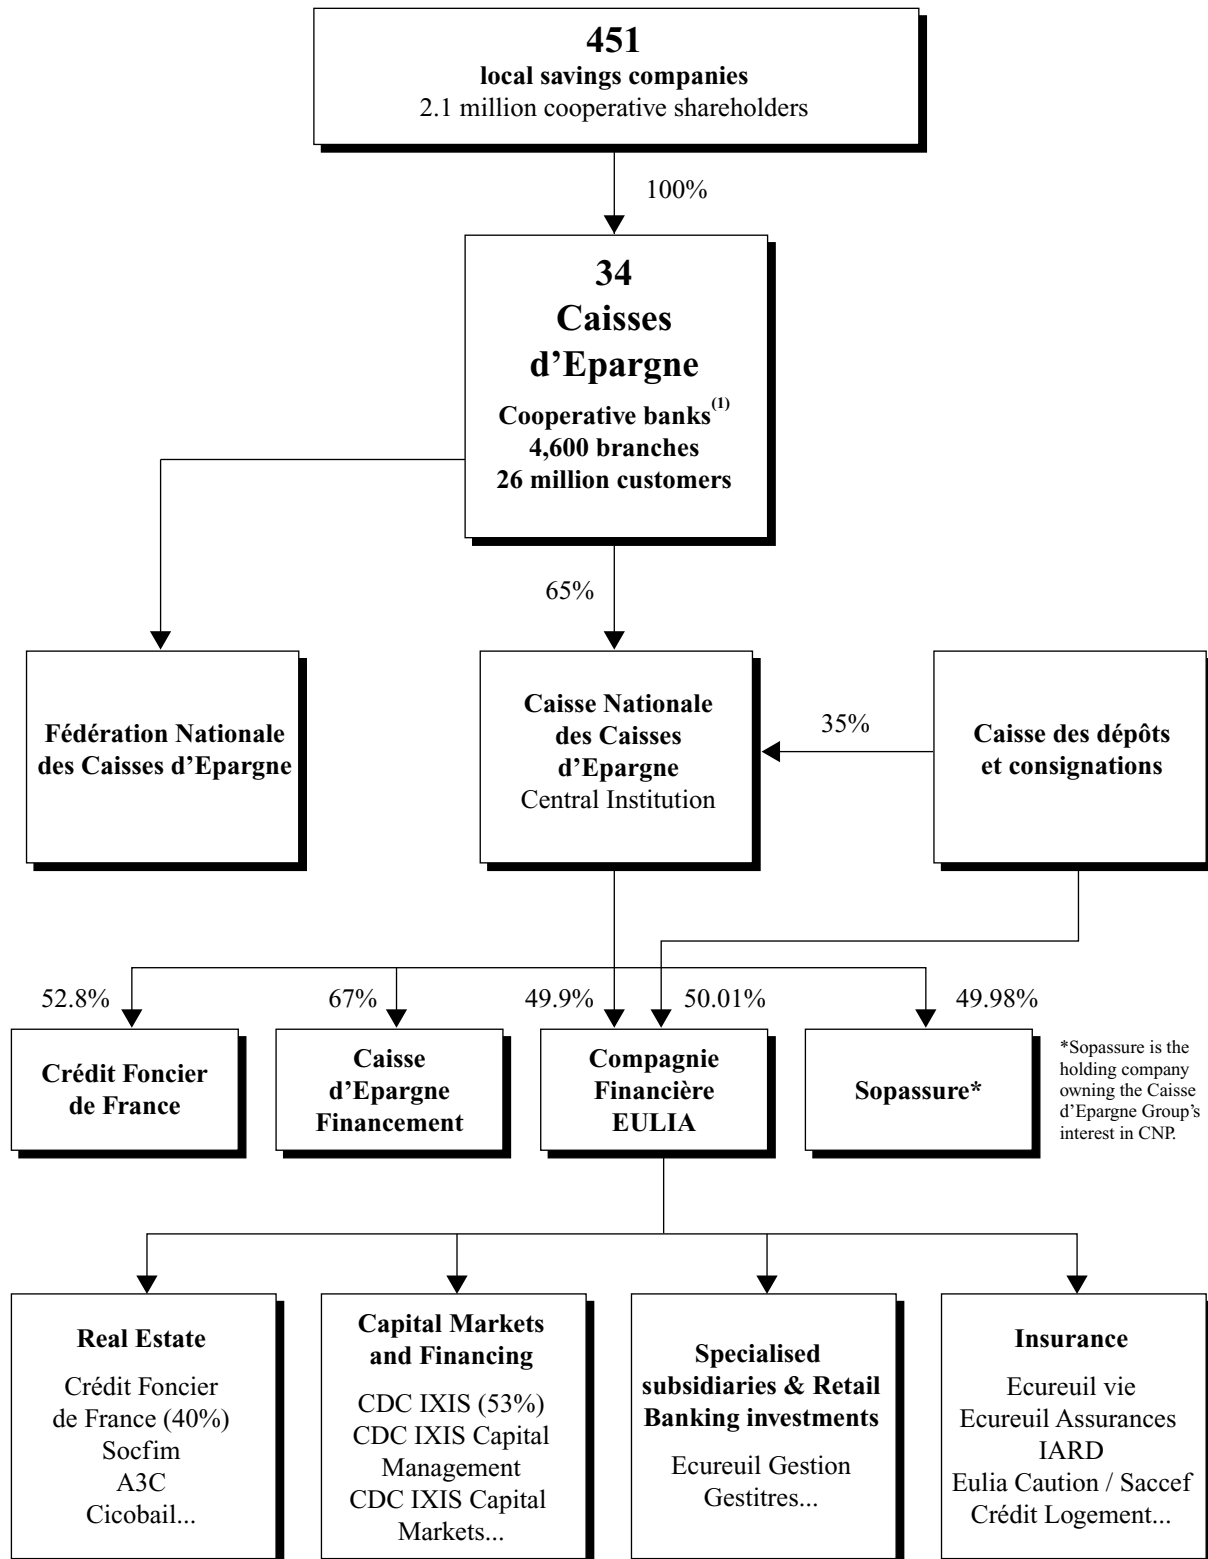 451
local savings companies
2.1 million cooperative shareholders
100%
34
Caisses
d’Epargne
Cooperative banks(1)
4,600 branches
26 million customers
65%
Fédération Nationale
des Caisses d’Epargne
Caisse Nationale
des Caisses
d’Epargne
Central Institution
35%
Caisse des dépôts
et consignations
52.8%
67%
49.9%
50.01%
49.98%
Crédit Foncier
de France
Caisse
d’Epargne
Financement
Compagnie
Financière
EULIA
Sopassure*
*Sopassure is the
holding company
owning the Caisse
d’Epargne Group’s
interest in CNP.
Real Estate
Crédit Foncier
de France (40%)
Socfim
A3C
Cicobail...
Capital Markets
and Financing
CDC IXIS (53%)
CDC IXIS Capital
Management
CDC IXIS Capital
Markets...
Specialised
subsidiaries & Retail
Banking investments
Ecureuil Gestion
Gestitres...
Insurance
Ecureuil vie
Ecureuil Assurances
IARD
Eulia Caution / Saccef
Crédit Logement...